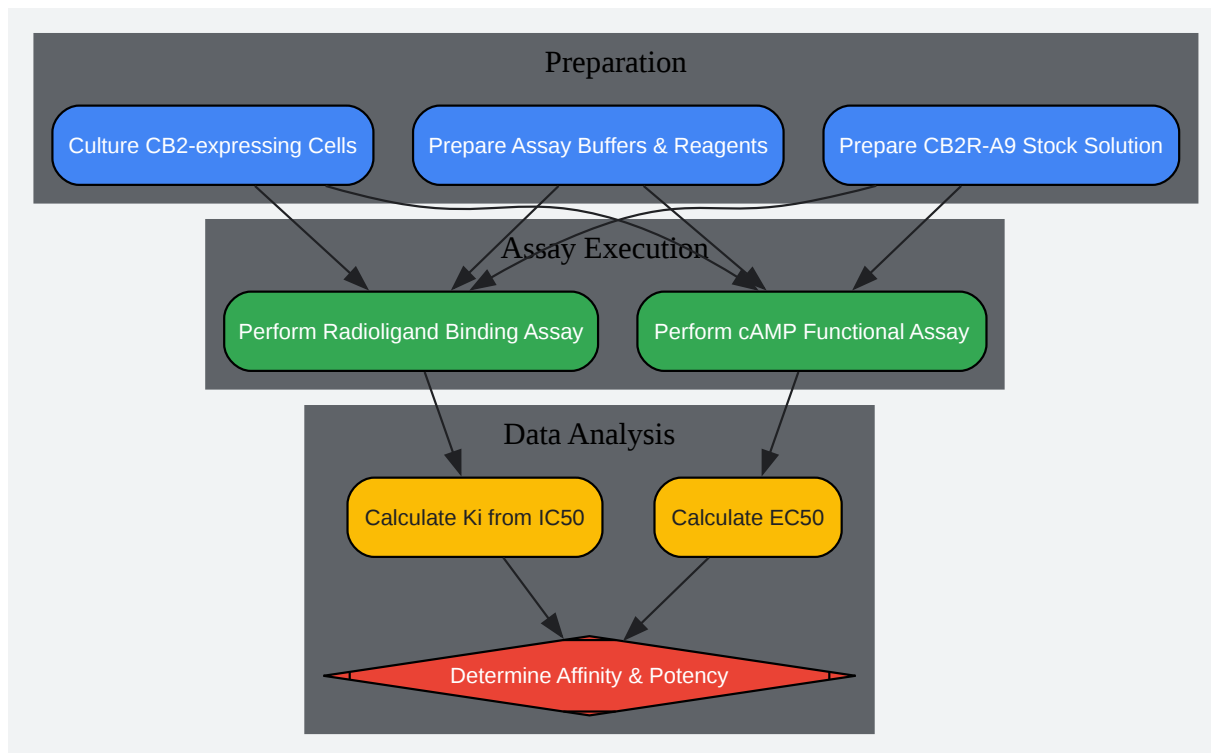 Preparation
Culture CB2-expressing Cells
Prepare Assay Buffers & Reagents
Prepare CB2R-A9 Stock Solution
Assay Execution
Perform Radioligand Binding Assay
Perform cAMP Functional Assay
Data Analysis
Calculate Ki from IC50
Calculate EC50
Determine Affinity & Potency